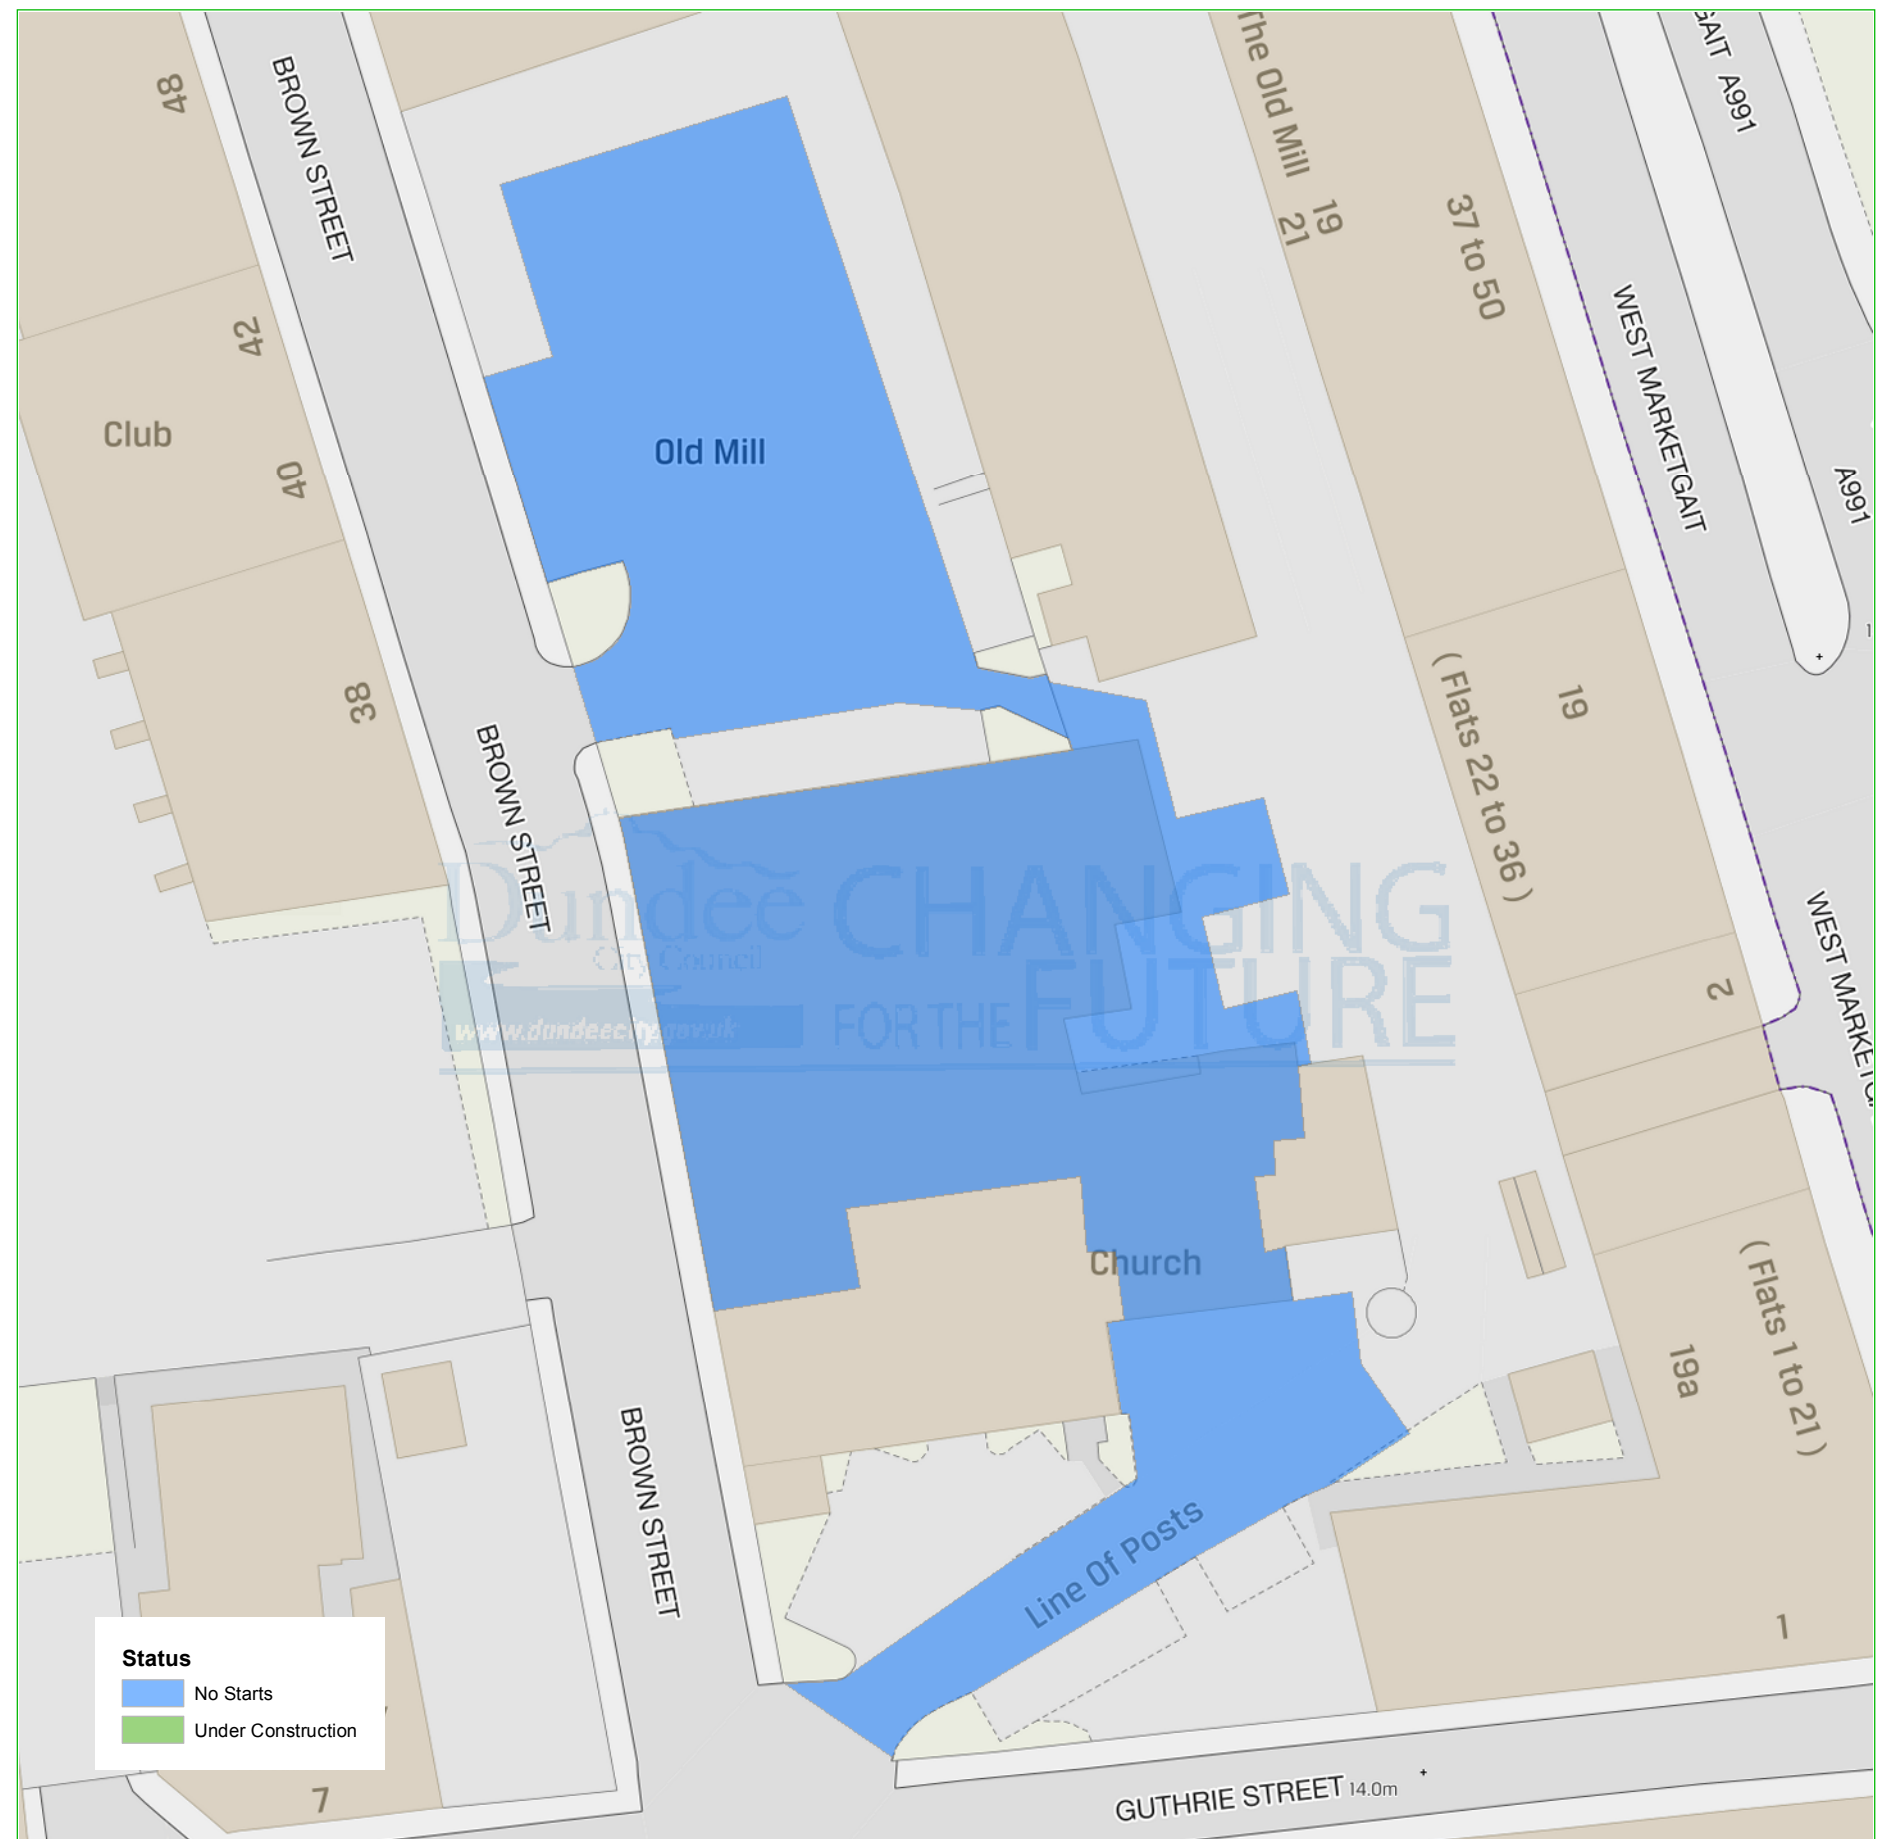 48
BROWN STREET
The Old Mill
19
21
37 to 50
A991
WEST MARKETGAIT
42
Club
40
Old Mill
A991
38
BROWN STREET
( Flats 22 to 36 )
19
Dundee
City Council
www.dundeecity.gov.uk
CHANGING
FOR THE FUTURE
2
Church
19a
( Flats 1 to 21 )
BROWN STREET
Line Of Posts
1
Status
No Starts
Under Construction
7
GUTHRIE STREET
14.0m